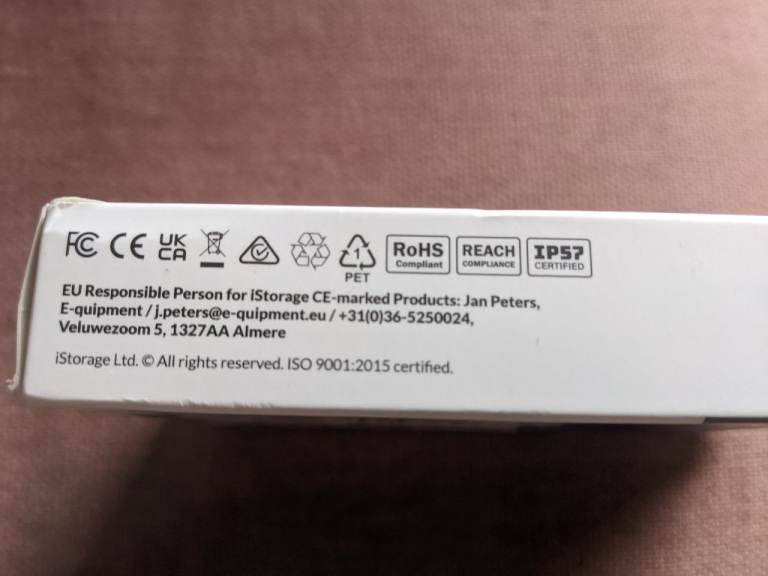 FC CE UK CA 1 PET RoHS Compliant REACH COMPLIANCE IP57 CERTIFIED
EU Responsible Person for iStorage CE-marked Products: Jan Peters,
E-quipment / j.peters@e-quipment.eu / +31(0)36-5250024,
Veluwezoom 5, 1327AA Almere
iStorage Ltd. © All rights reserved. ISO 9001:2015 certified.